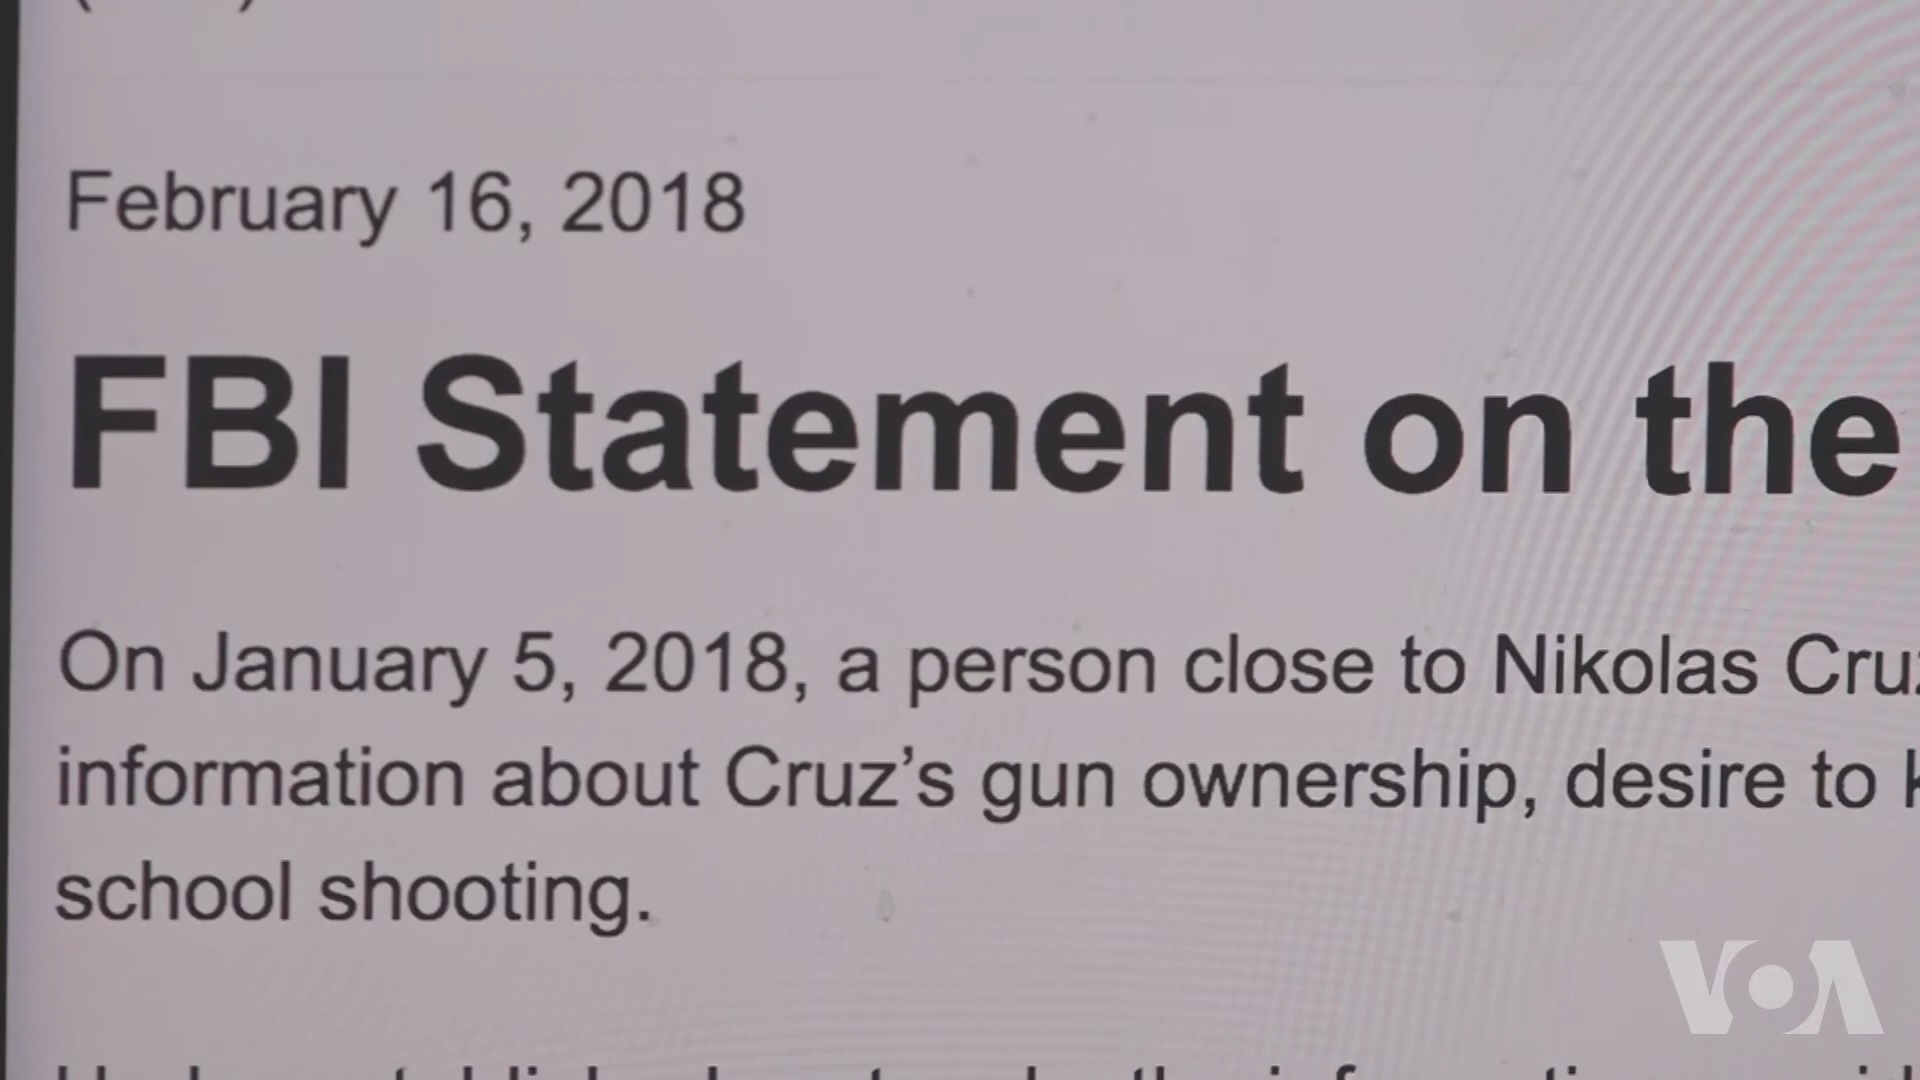 February 16, 2018
FBI Statement on the
On January 5, 2018, a person close to Nikolas Cruz
information about Cruz’s gun ownership, desire to
school shooting.
VOA